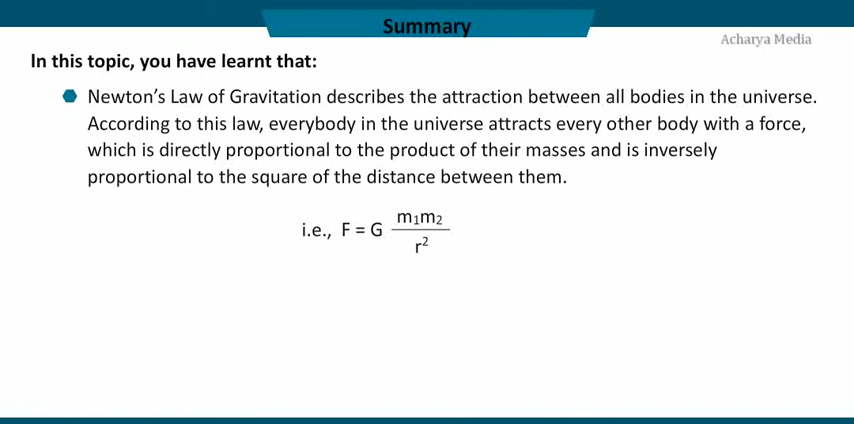 Summary
Acharya Media
In this topic, you have learnt that:
Newton’s Law of Gravitation describes the attraction between all bodies in the universe.
According to this law, everybody in the universe attracts every other body with a force,
which is directly proportional to the product of their masses and is inversely
proportional to the square of the distance between them.
i.e., F = G m₁m₂
r²